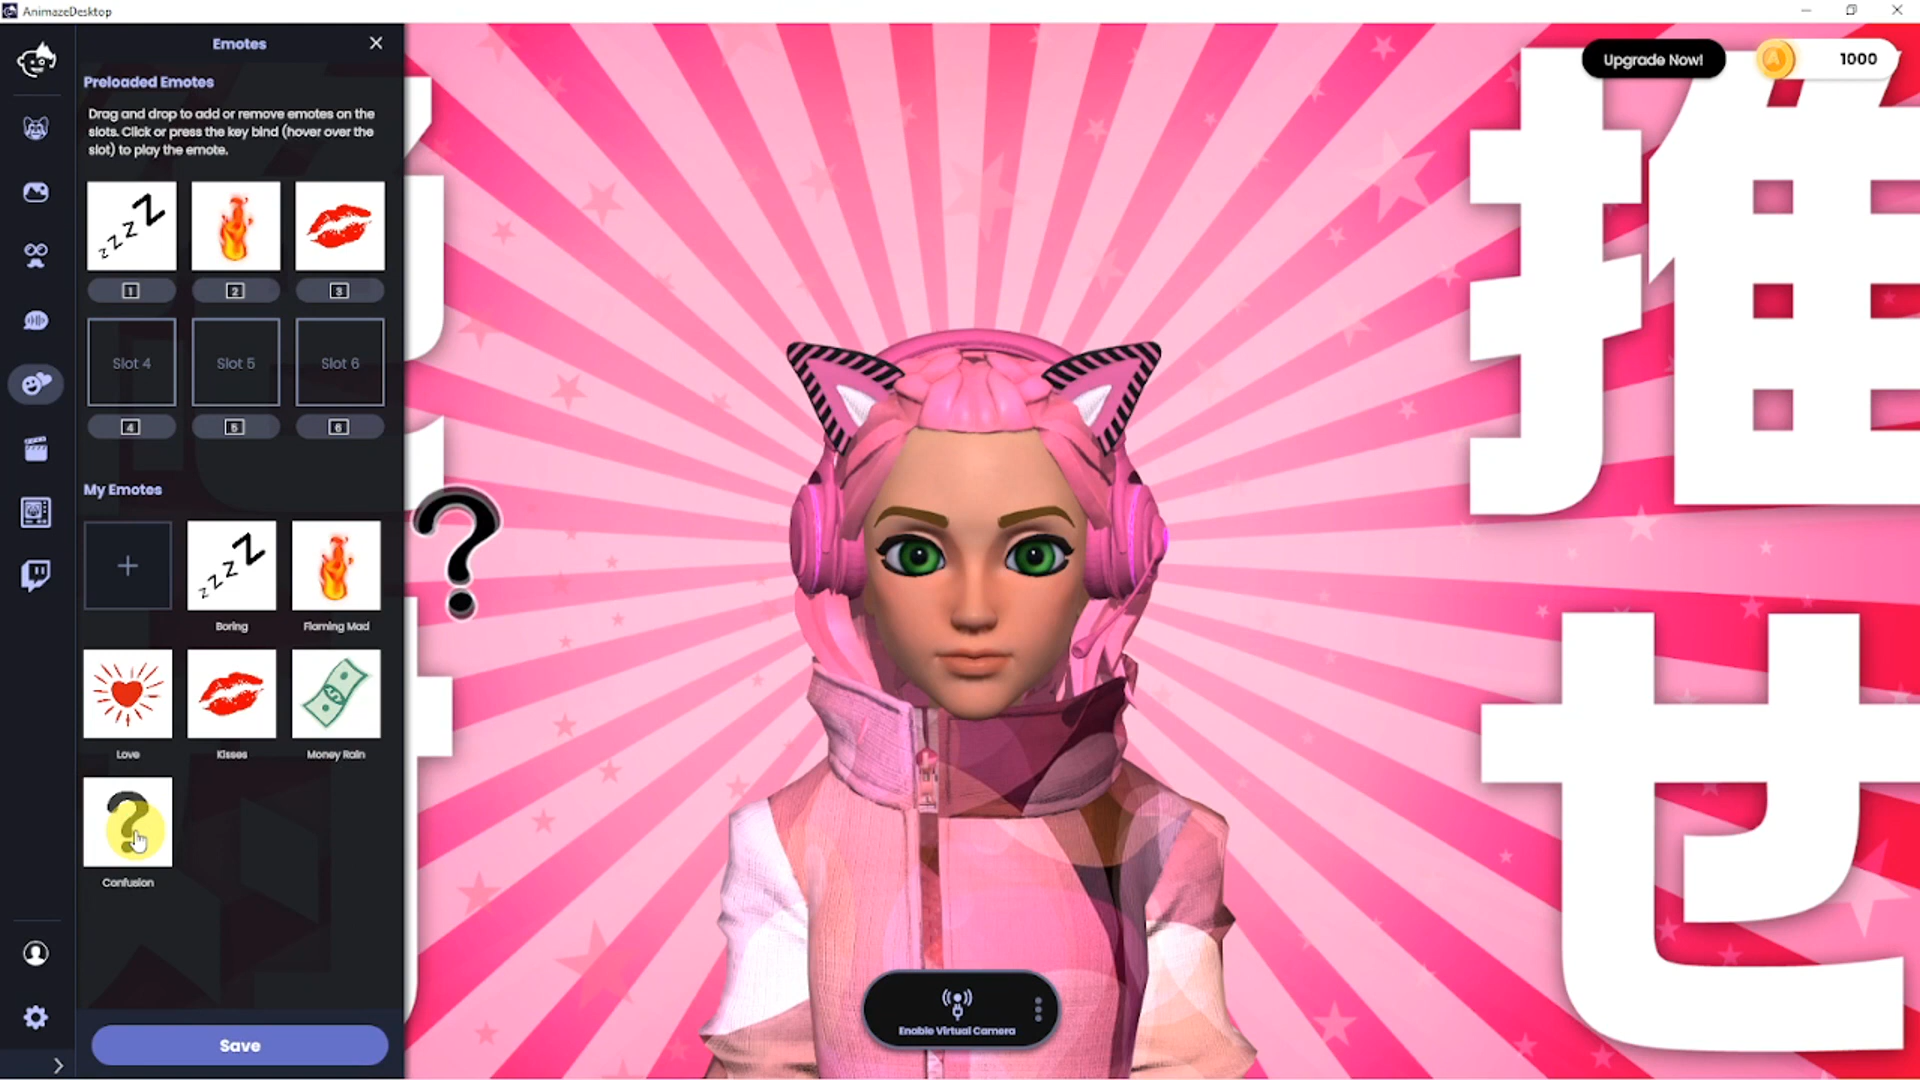 AnimazeDesktop
Emotes
Upgrade Now!
1000
Preloaded Emotes
Drag and drop to add or remove emotes on the
slots. Click or press the key bind (hover over the
slot) to play the emote.
1 2 3
Slot 4 Slot 5 Slot 6
4 5 6
My Emotes
+
Boring Flaming Mad
Love Kisses Money Rain
Confusion
Enable Virtual Camera
Save
推
せ
?